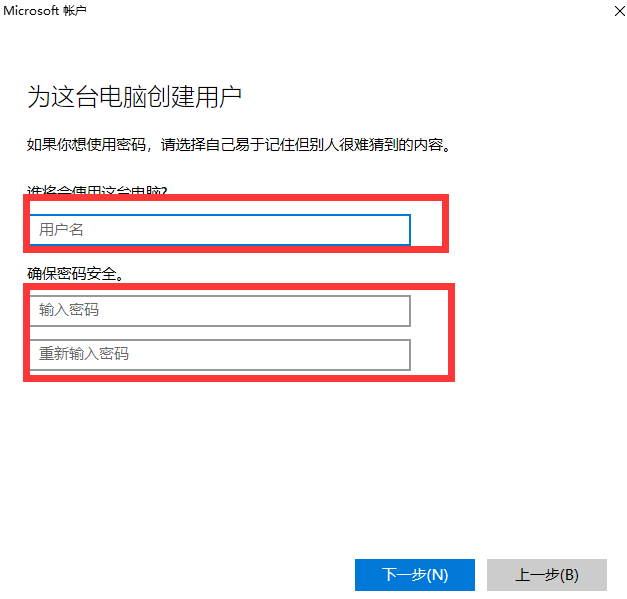 Microsoft 帐户
为这台电脑创建用户
如果你想使用密码，请选择自己易于记住但别人很难猜到的内容。
谁将会使用这台电脑?
用户名
确保密码安全。
输入密码
重新输入密码
下一步(N)
上一步(B)